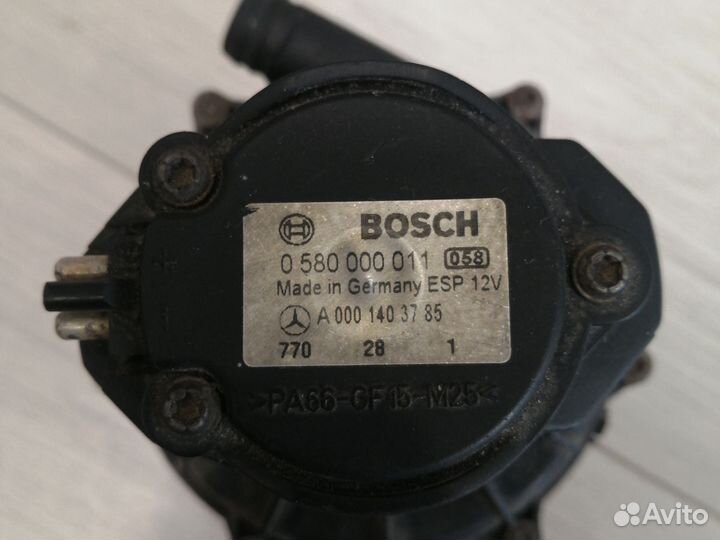 BOSCH
0 580 000 011 058
Made in Germany ESP 12V
A 000 140 37 85
770 28 1
>PA66-GF15-M25<
+
Avito